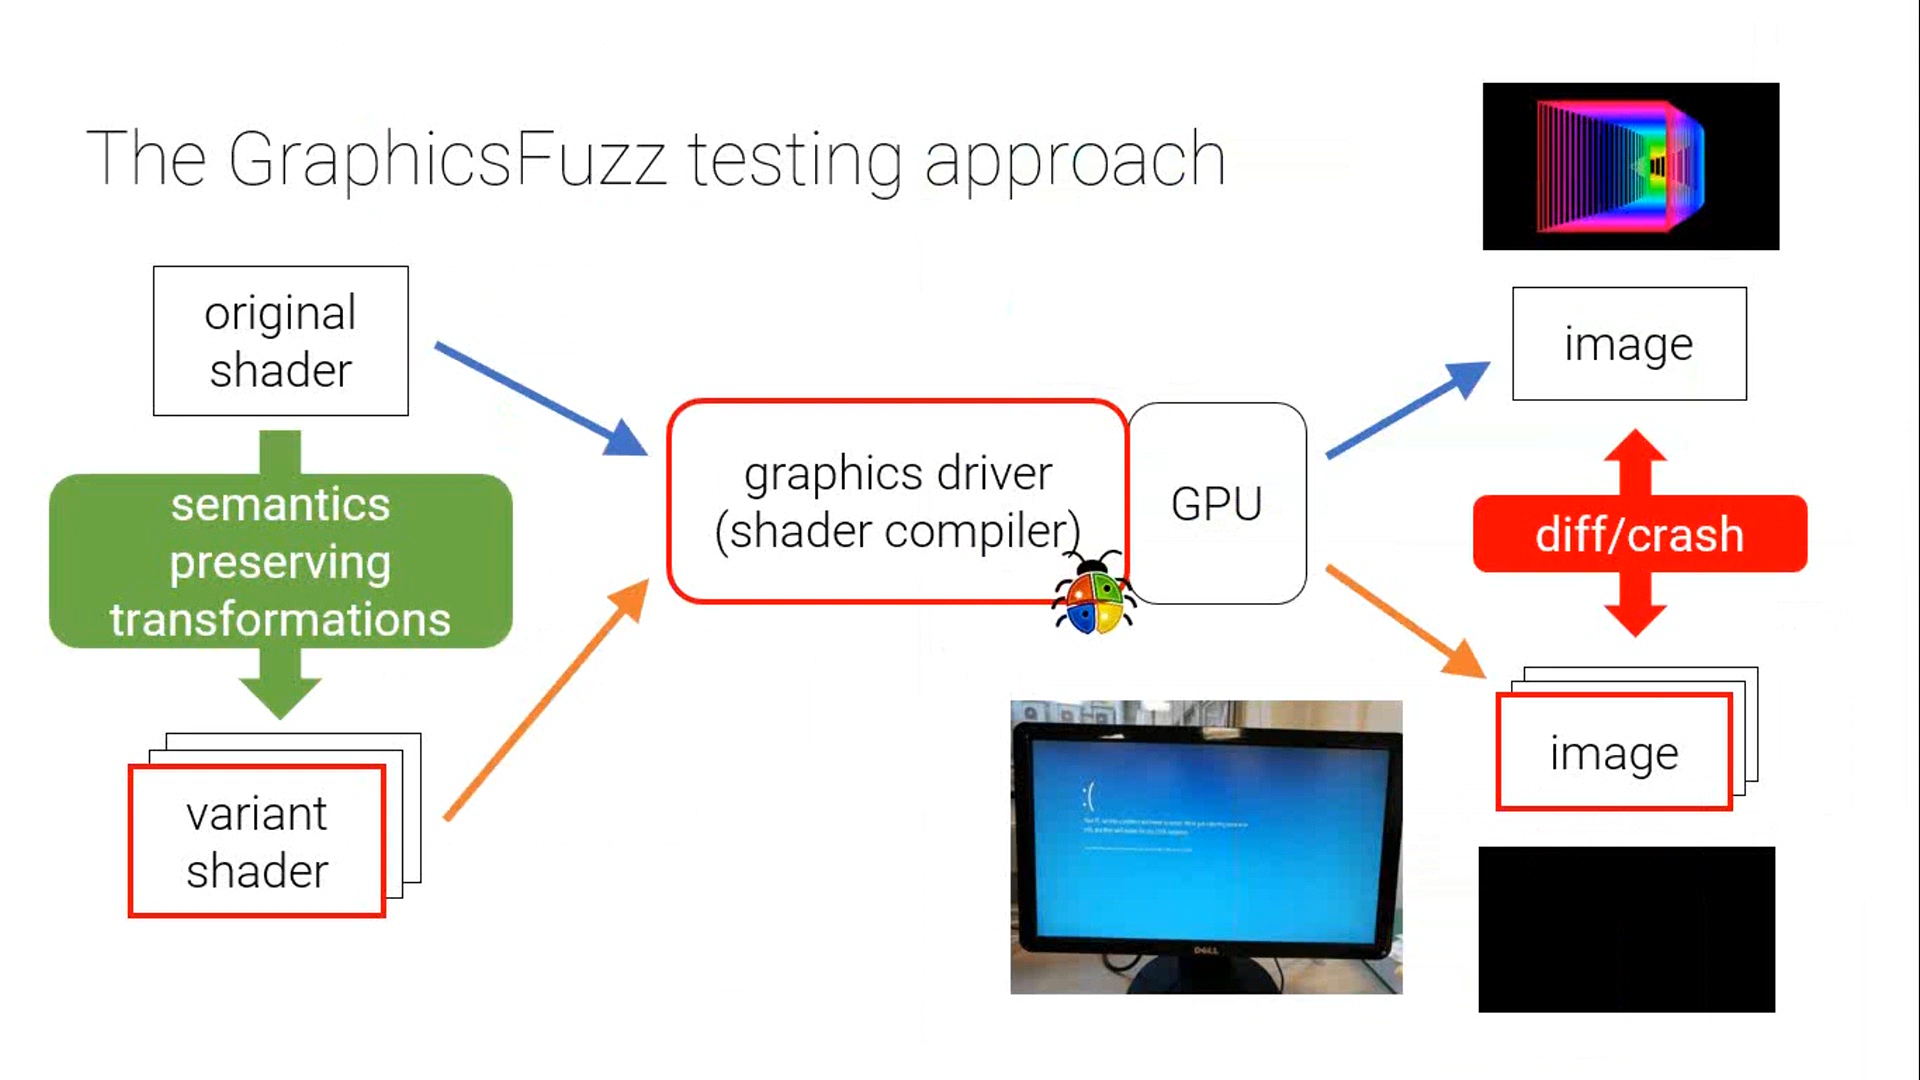 The GraphicsFuzz testing approach
original
shader
semantics
preserving
transformations
variant
shader
graphics driver
(shader compiler)
GPU
image
diff/crash
image
:(
DELL